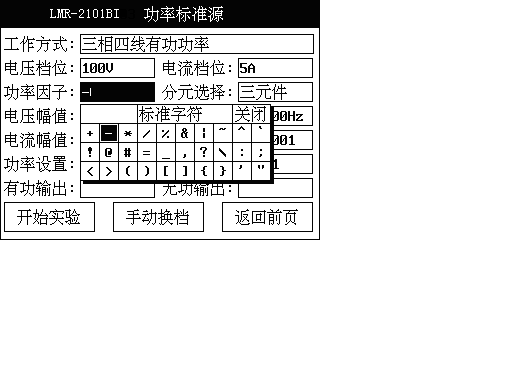 LMR-2101BI 功率标准源
工作方式: 三相四线有功功率
电压档位: 100V 电流档位: 5A
功率因子: - 分元选择: 三元件
电压幅值: 标准字符 关闭 00Hz
+ - * / % & | ~ ^ `
电流幅值: 001
! @ # = _ , ? \ : ;
功率设置: 1
< > ( ) [ ] { } ' "
有功输出: 无功输出:
开始实验 手动换档 返回前页